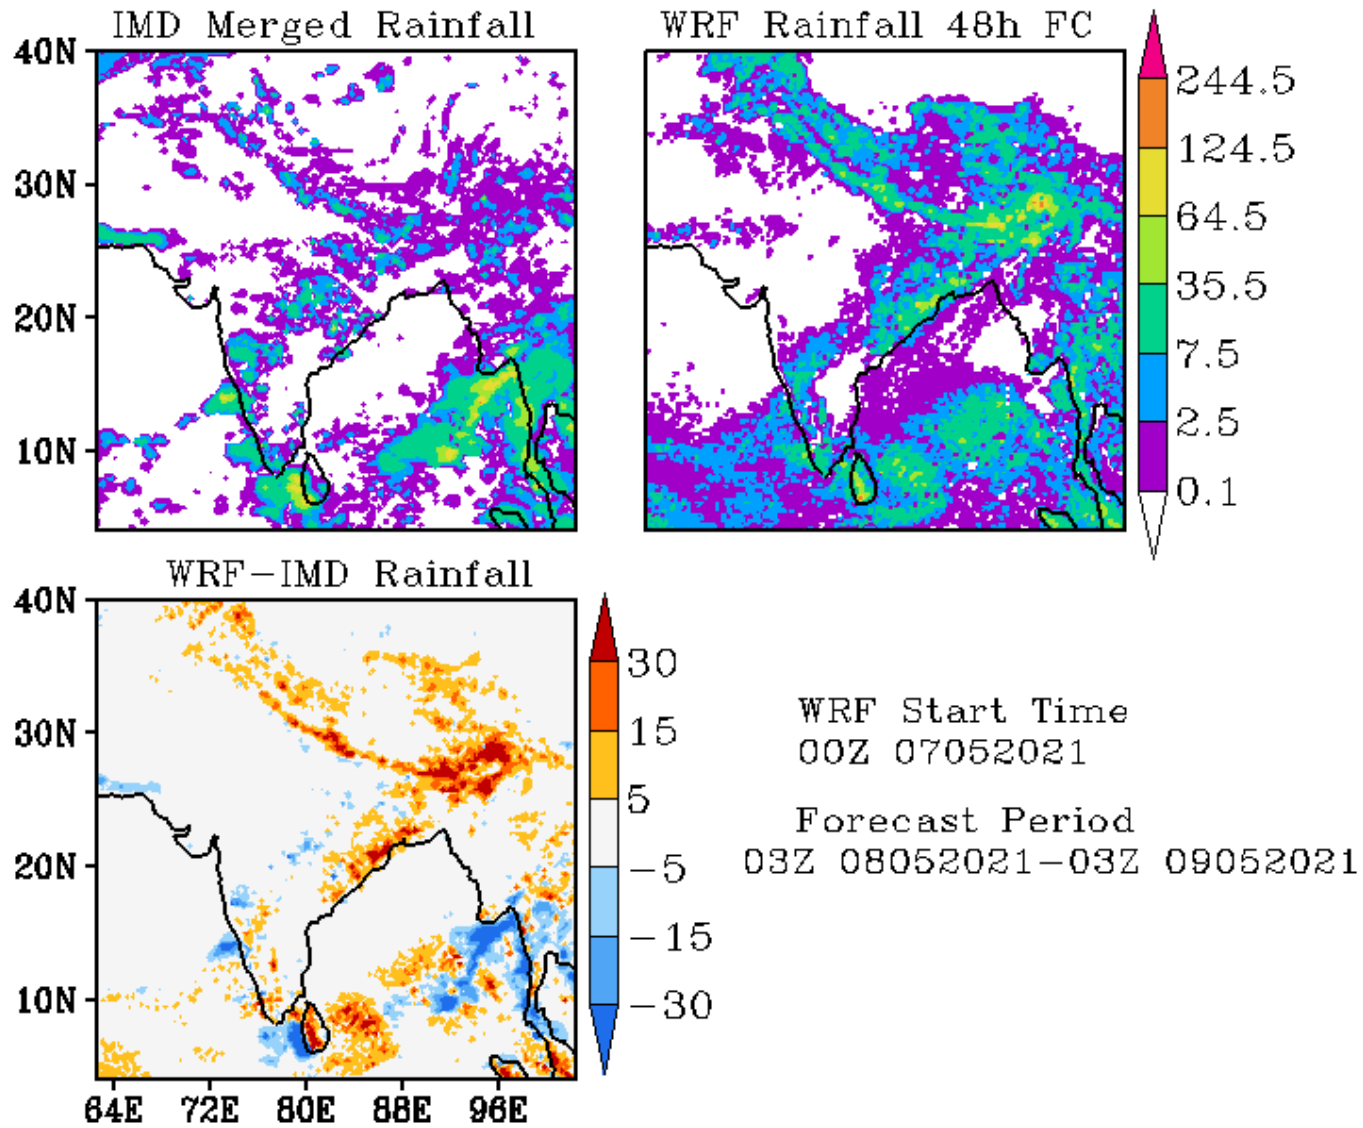 IMD Merged Rainfall
WRF Rainfall 48h FC
40N
30N
20N
10N
244.5
124.5
64.5
35.5
7.5
2.5
0.1
WRF-IMD Rainfall
40N
30N
20N
10N
64E 72E 80E 88E 96E
30
15
5
-5
-15
-30
WRF Start Time
00Z 07052021
Forecast Period
03Z 08052021-03Z 09052021